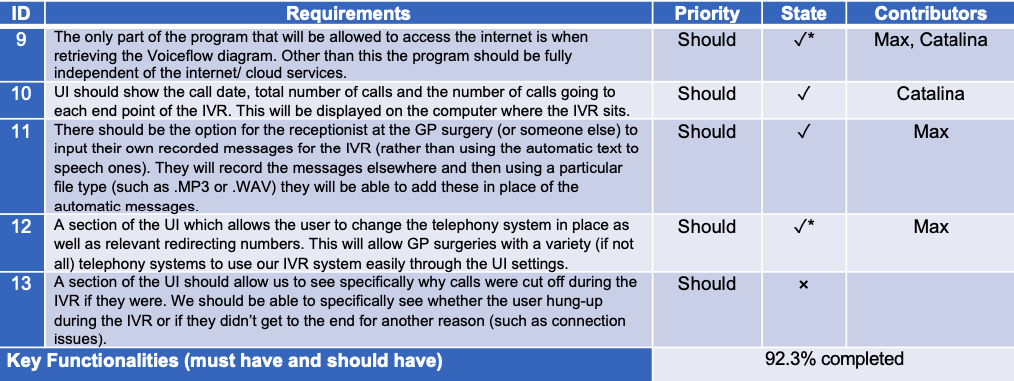 ID Requirements Priority State Contributors
9 The only part of the program that will be allowed to access the internet is when Should ✓* Max, Catalina
retrieving the Voiceflow diagram. Other than this the program should be fully
independent of the internet/ cloud services.
10 UI should show the call date, total number of calls and the number of calls going to Should ✓ Catalina
each end point of the IVR. This will be displayed on the computer where the IVR sits.
11 There should be the option for the receptionist at the GP surgery (or someone else) to Should ✓ Max
input their own recorded messages for the IVR (rather than using the automatic text to
speech ones). They will record the messages elsewhere and then using a particular
file type (such as .MP3 or .WAV) they will be able to add these in place of the
automatic messages.
12 A section of the UI which allows the user to change the telephony system in place as Should ✓* Max
well as relevant redirecting numbers. This will allow GP surgeries with a variety (if not
all) telephony systems to use our IVR system easily through the UI settings.
13 A section of the UI should allow us to see specifically why calls were cut off during the Should ×
IVR if they were. We should be able to specifically see whether the user hung-up
during the IVR or if they didn't get to the end for another reason (such as connection
issues).
Key Functionalities (must have and should have) 92.3% completed